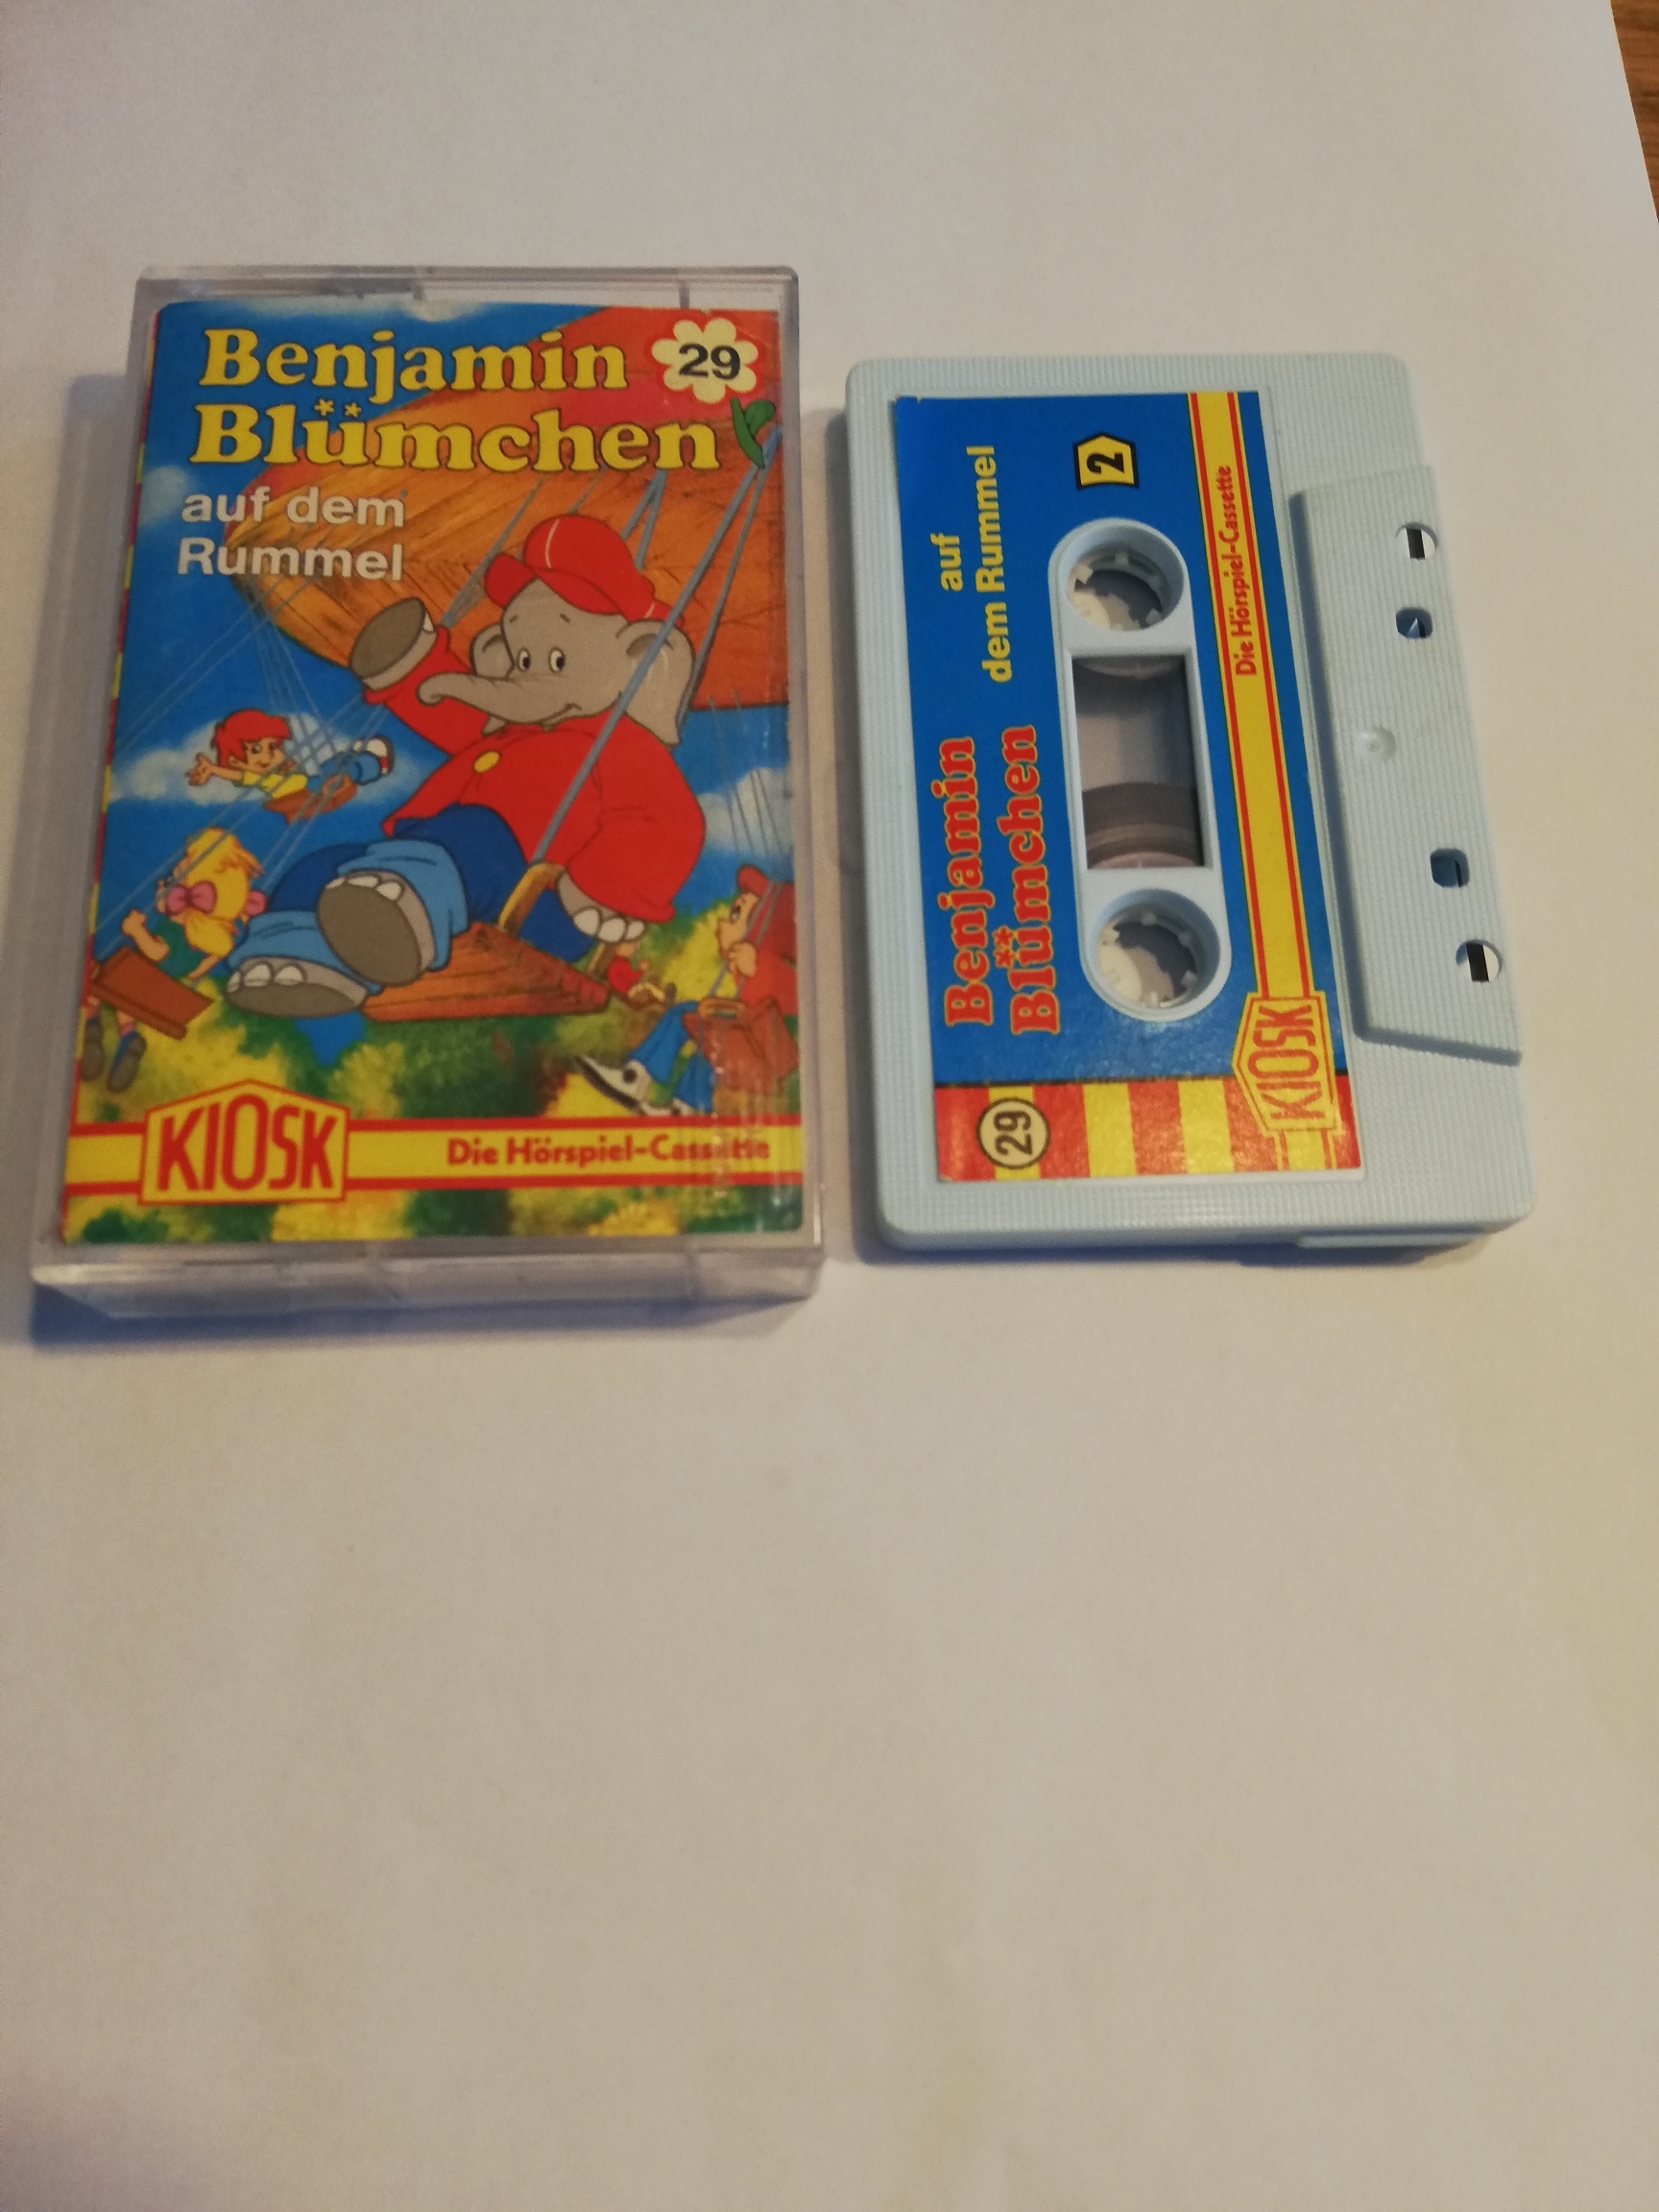 Benjamin
29
Blümchen
auf dem
Rummel
KIOSK
Die Hörspiel-Cassette
Benjamin
Blümchen
auf
dem Rummel
2
29
KIOSK
Die Hörspiel-Cassette